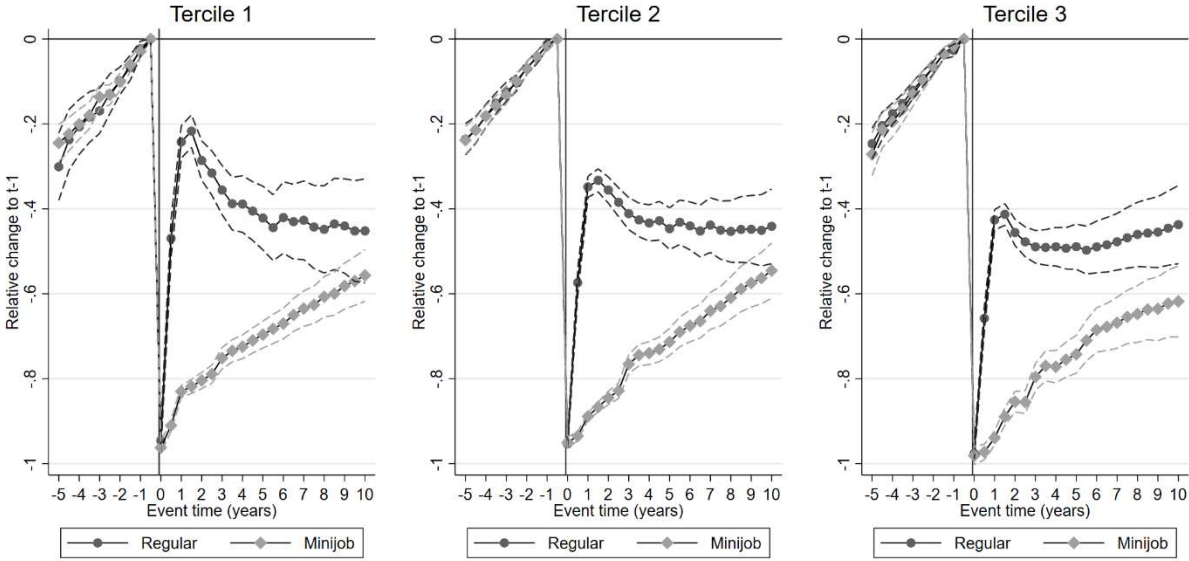 Tercile 1
Relative change to t-1
0
-.2
-.4
-.6
-.8
-1
-5 -4 -3 -2 -1 0 1 2 3 4 5 6 7 8 9 10
Event time (years)
Regular Minijob
Tercile 2
Relative change to t-1
0
-.2
-.4
-.6
-.8
-1
-5 -4 -3 -2 -1 0 1 2 3 4 5 6 7 8 9 10
Event time (years)
Regular Minijob
Tercile 3
Relative change to t-1
0
-.2
-.4
-.6
-.8
-1
-5 -4 -3 -2 -1 0 1 2 3 4 5 6 7 8 9 10
Event time (years)
Regular Minijob